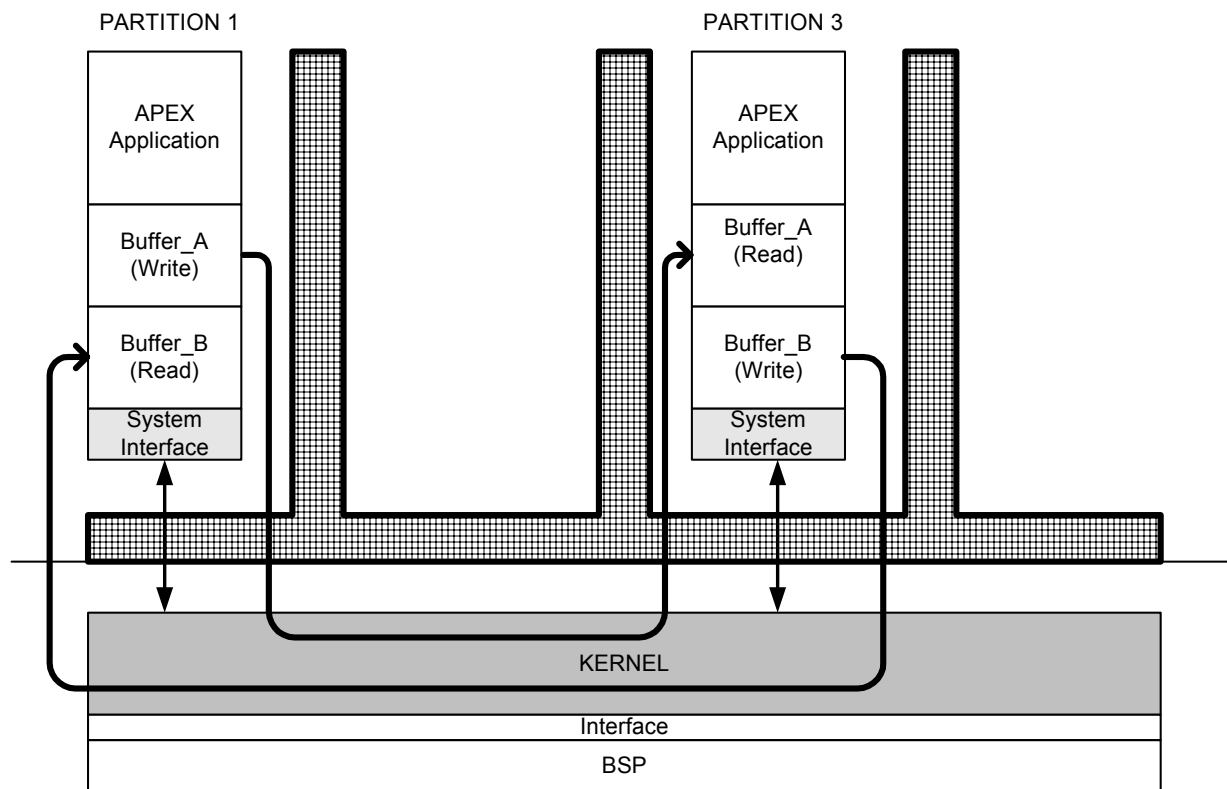 PARTITION 1
APEX
Application
Buffer_A
(Write)
Buffer_B
(Read)
System
Interface
PARTITION 3
APEX
Application
Buffer_A
(Read)
Buffer_B
(Write)
System
Interface
KERNEL
Interface
BSP